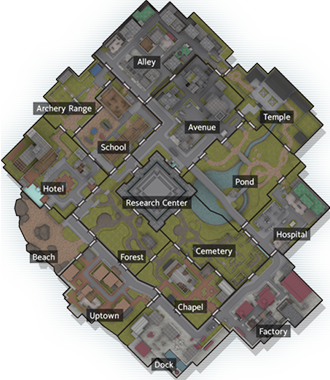 Alley
Archery Range
Temple
Avenue
School
Pond
Hotel
Research Center
Hospital
Cemetery
Beach
Forest
Chapel
Uptown
Factory
Dock